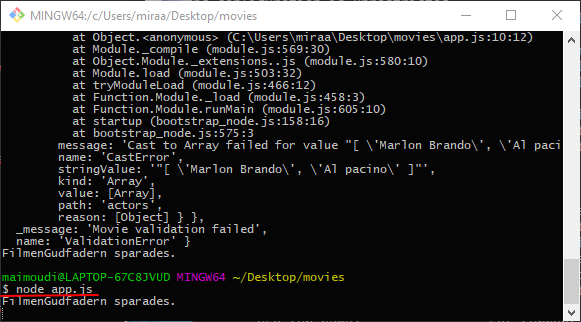 MINGW64:/c/Users/miraa/Desktop/movies
at Object.<anonymous> (C:\Users\miraa\Desktop\movies\app.js:10:12)
at Module._compile (module.js:569:30)
at Object.Module._extensions..js (module.js:580:10)
at Module.load (module.js:503:32)
at tryModuleLoad (module.js:466:12)
at Function.Module._load (module.js:458:3)
at Function.Module.runMain (module.js:605:10)
at startup (bootstrap_node.js:158:16)
at bootstrap_node.js:575:3
message: 'Cast to Array failed for value "[ \'Marlon Brando\', \'Al paci
name: 'CastError',
stringValue: '"[ \'Marlon Brando\', \'Al pacino\' ]"',
kind: 'Array',
value: [Array],
path: 'actors',
reason: [Object] } },
_message: 'Movie validation failed',
name: 'ValidationError' }
FilmenGudfadern sparades.
maimoudi@LAPTOP-67C8JVUD MINGW64 ~/Desktop/movies
$ node app.js
FilmenGudfadern sparades.